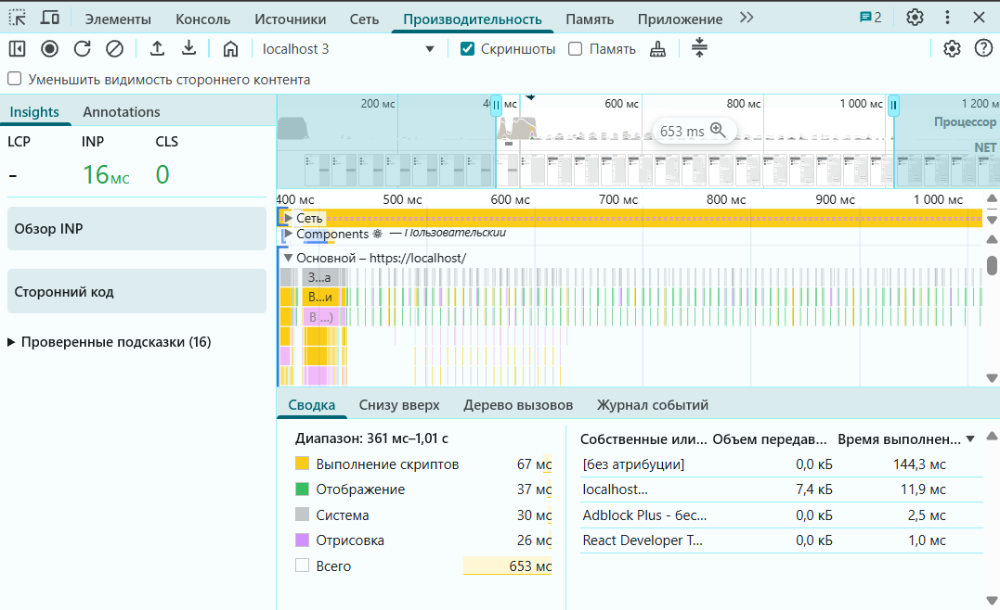 Элементы Консоль Источники Сеть Производительность Память Приложение 2
localhost 3 Скриншоты Память
Уменьшить видимость стороннего контента
Insights Annotations
LCP INP CLS
- 16мс 0
Обзор INP
Сторонний код
Проверенные подсказки (16)
200 мс 600 мс 800 мс 1 000 мс 1 200 м
Процессор
653 ms
NET
400 мс 500 мс 600 мс 700 мс 800 мс 900 мс 1 000 мс
Сеть
Components — Пользовательский
Основной – https://localhost/
З...а
В...и
В ...)
Сводка Снизу вверх Дерево вызовов Журнал событий
Диапазон: 361 мс–1,01 с
Выполнение скриптов 67 мс
Отображение 37 мс
Система 30 мс
Отрисовка 26 мс
Всего 653 мс
Собственные или... Объем передав... Время выполнен...
[без атрибуции] 0,0 кБ 144,3 мс
localhost... 7,4 кБ 11,9 мс
Adblock Plus - бес... 0,0 кБ 2,5 мс
React Developer T... 0,0 кБ 1,0 мс